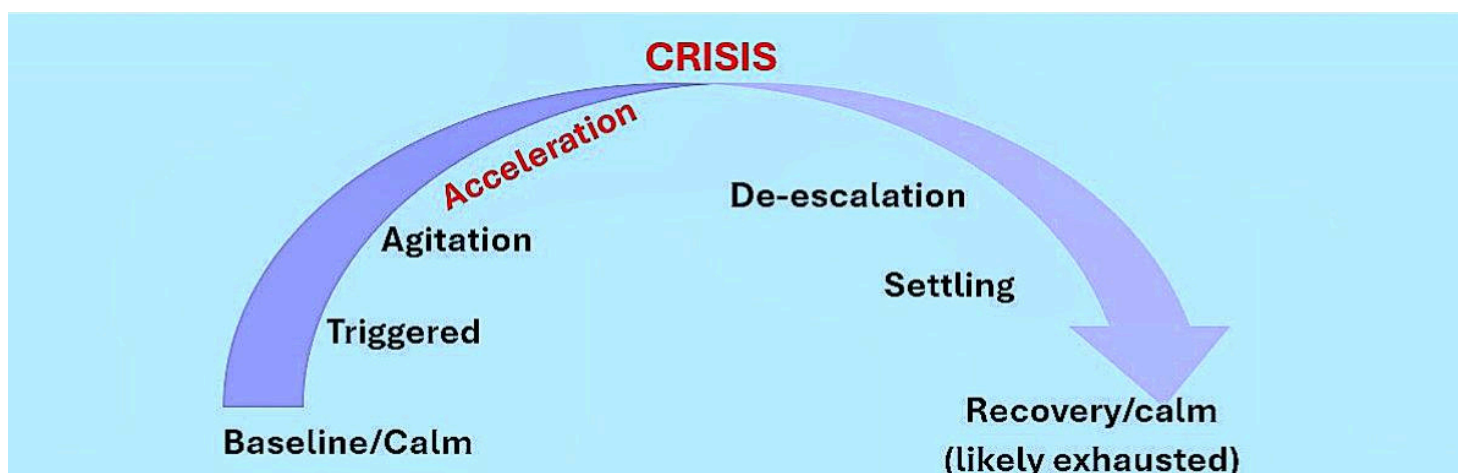 CRISIS
Acceleration
Agitation
Triggered
Baseline/Calm
De-escalation
Settling
Recovery/calm
(likely exhausted)